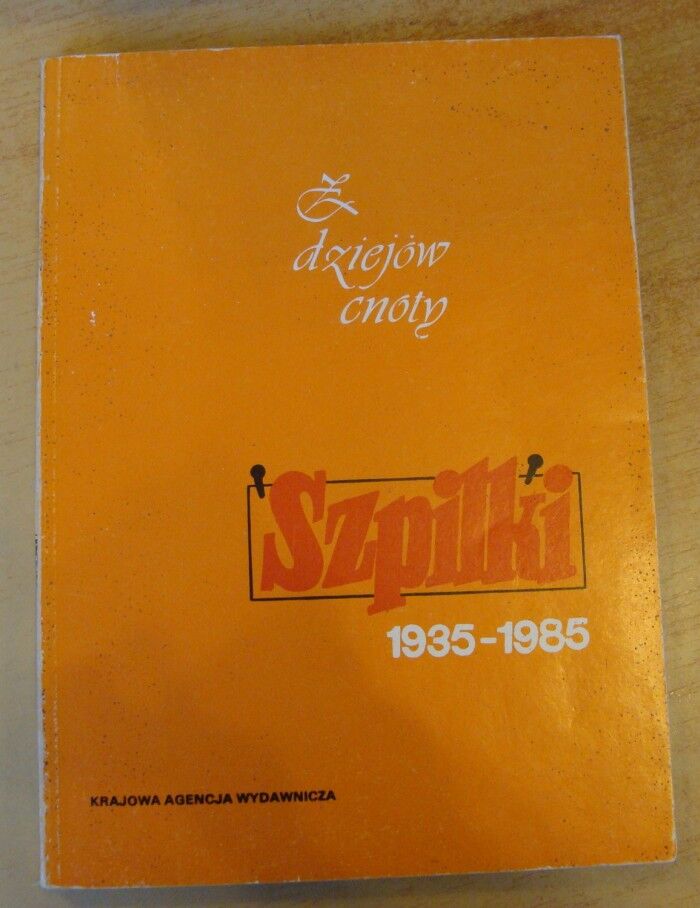 Z
dziejów
cnoty
Szpilki
1935-1985
KRAJOWA AGENCJA WYDAWNICZA